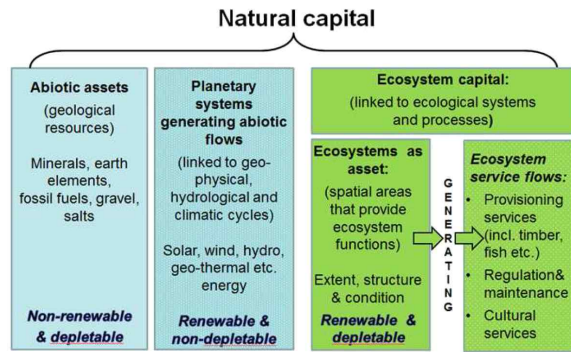 Natural capital
Abiotic assets
(geological
resources)
Minerals, earth
elements,
fossil fuels, gravel,
salts
Non-renewable
& depletable
Planetary
systems
generating abiotic
flows
(linked to geo-
physical,
hydrological and
climatic cycles)
Solar, wind, hydro,
geo-thermal etc.
energy
Renewable &
non-depletable
Ecosystem capital:
(linked to ecological systems
and processes)
Ecosystems as
asset:
(spatial areas
that provide
ecosystem
functions)
Extent, structure
& condition
Renewable &
depletable
GENERATING
Ecosystem
service flows:
• Provisioning
services
(incl. timber,
fish etc.)
• Regulation&
maintenance
• Cultural
services